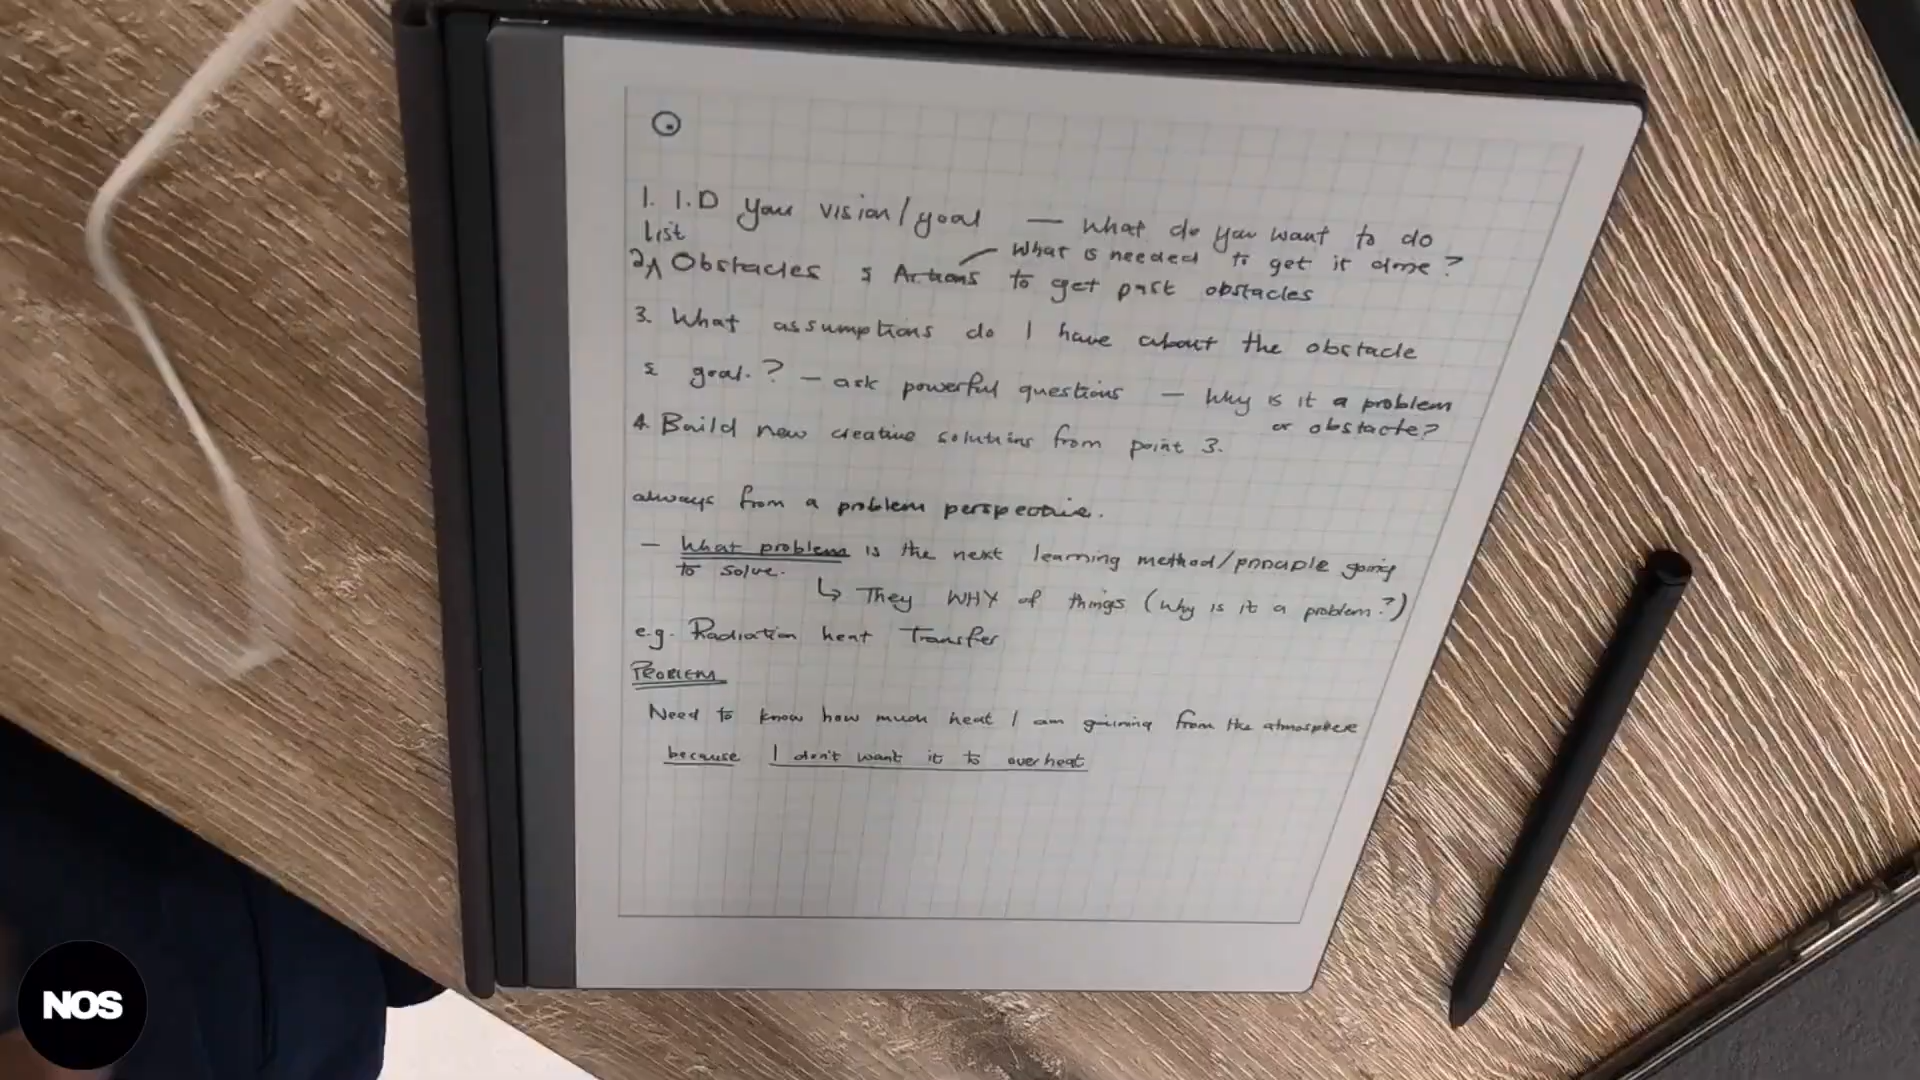 1. I.D your vision/goal — What do you want to do
What is needed to get it done?
2. list Obstacles & Actions to get past obstacles
3. What assumptions do I have about the obstacle
& goal.? — ask powerful questions — Why is it a problem
or obstacle?
4. Build new creative solutions from point 3.
always from a problem perspective.
— What problem is the next learning method/principle going
to solve.
↳ They WHY of things (Why is it a problem?)
e.g. Radiation heat Transfer
PROBLEM
Need to know how much heat I am gaining from the atmosphere
because I don't want it to overheat
NOS